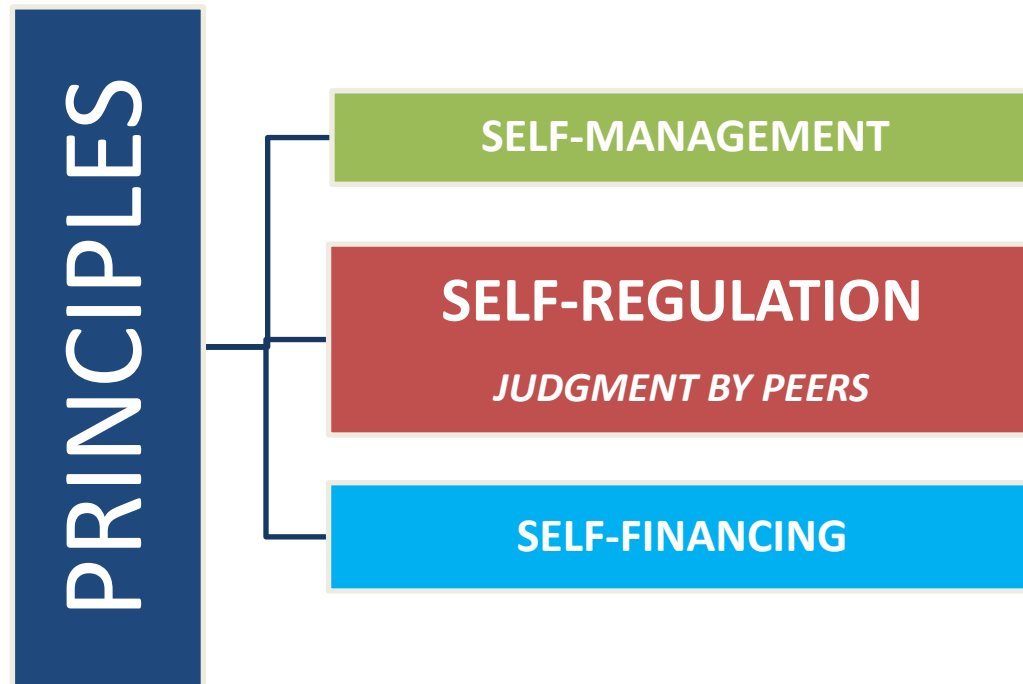 PRINCIPLES
SELF-MANAGEMENT
SELF-REGULATION
JUDGMENT BY PEERS
SELF-FINANCING